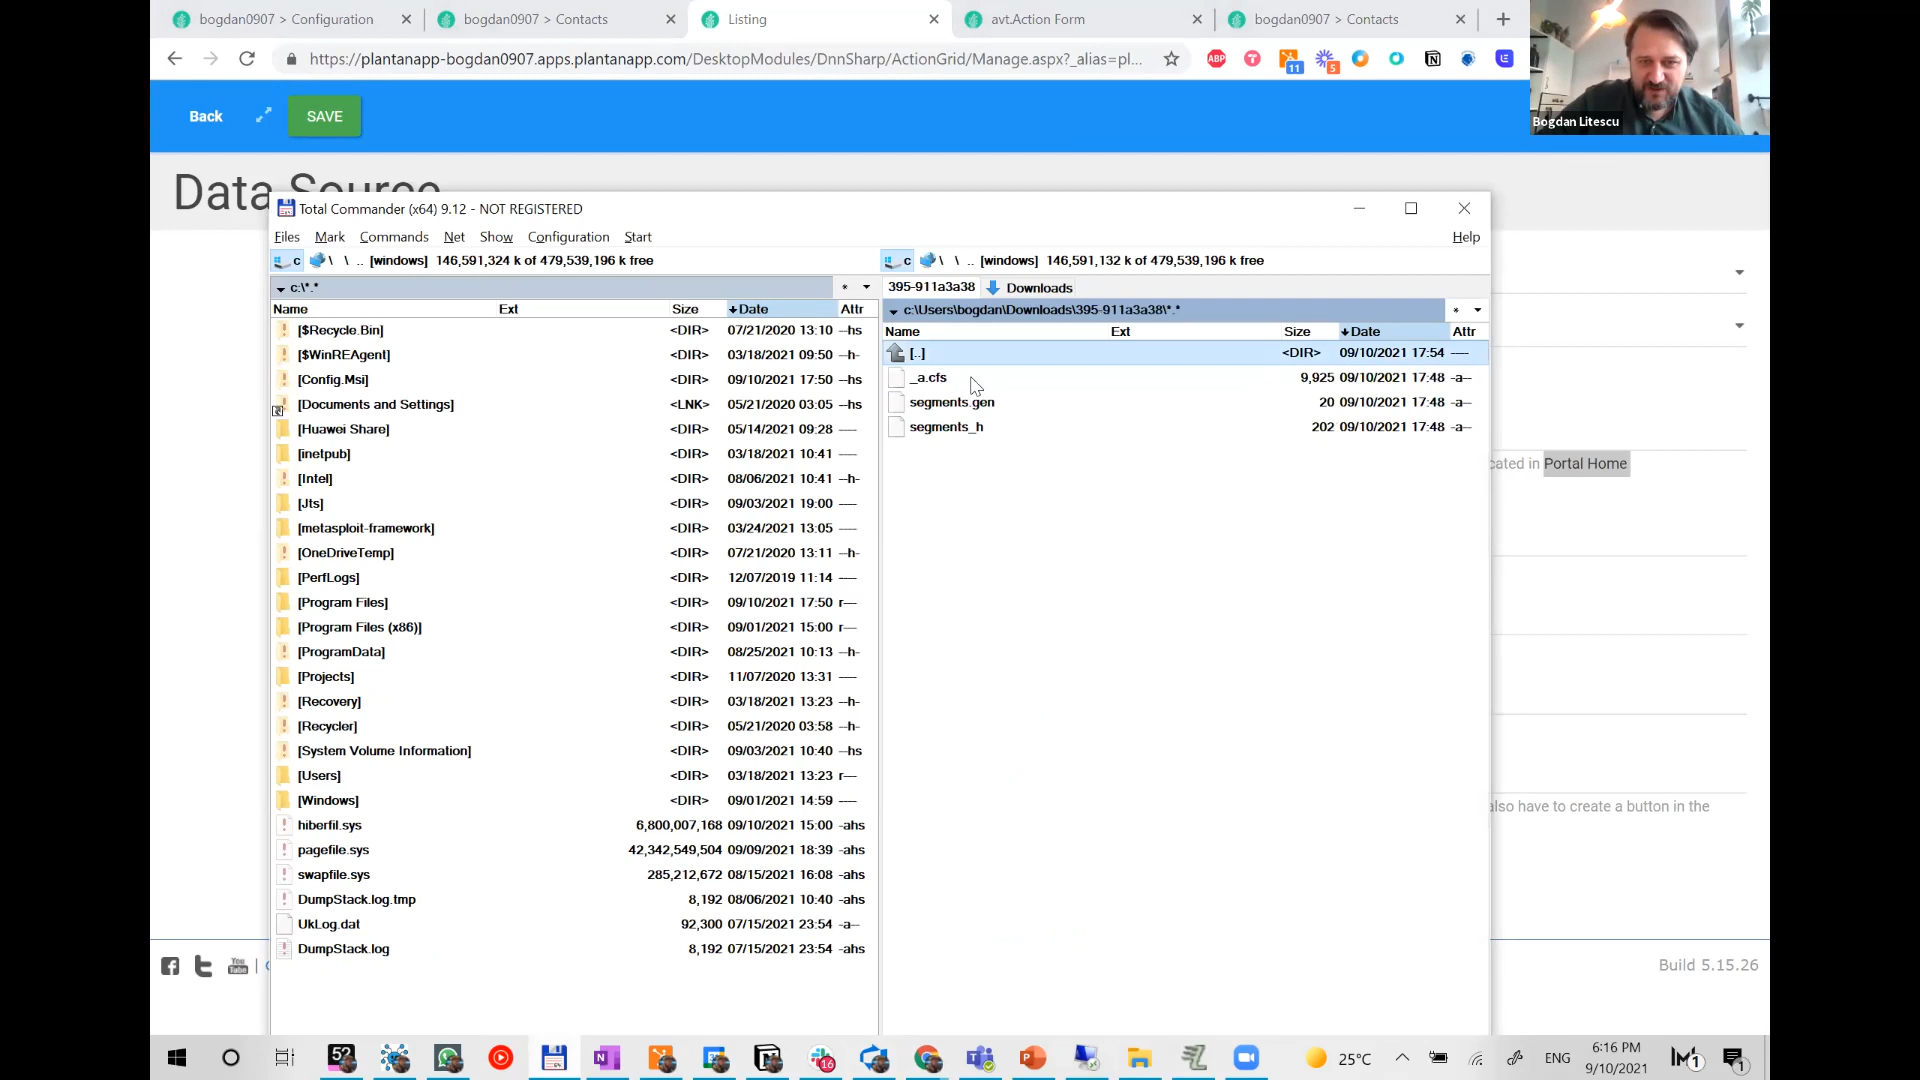 bogdan0907 > Configuration
bogdan0907 > Contacts
Listing
avt.Action Form
bogdan0907 > Contacts
https://plantanapp-bogdan0907.apps.plantanapp.com/DesktopModules/DnnSharp/ActionGrid/Manage.aspx?_alias=pl...
ABP
T
11
5
Bogdan Litescu
Back
SAVE
Data Source
Total Commander (x64) 9.12 - NOT REGISTERED
Files Mark Commands Net Show Configuration Start Help
c \ \ .. [windows] 146,591,324 k of 479,539,196 k free
c \ \ .. [windows] 146,591,132 k of 479,539,196 k free
c:\*.* * 
395-911a3a38 Downloads
c:\Users\bogdan\Downloads\395-911a3a38\*.* *
Name Ext Size Date Attr
[$Recycle.Bin] <DIR> 07/21/2020 13:10 --hs
[$WinREAgent] <DIR> 03/18/2021 09:50 --h-
[Config.Msi] <DIR> 09/10/2021 17:50 --hs
[Documents and Settings] <LNK> 05/21/2020 03:05 --hs
[Huawei Share] <DIR> 05/14/2021 09:28 ----
[inetpub] <DIR> 03/18/2021 10:41 ----
[Intel] <DIR> 08/06/2021 10:41 --h-
[Jts] <DIR> 09/03/2021 19:00 ----
[metasploit-framework] <DIR> 03/24/2021 13:05 ----
[OneDriveTemp] <DIR> 07/21/2020 13:11 --h-
[PerfLogs] <DIR> 12/07/2019 11:14 ----
[Program Files] <DIR> 09/10/2021 17:50 r---
[Program Files (x86)] <DIR> 09/01/2021 15:00 r---
[ProgramData] <DIR> 08/25/2021 10:13 --h-
[Projects] <DIR> 11/07/2020 13:31 ----
[Recovery] <DIR> 03/18/2021 13:23 --h-
[Recycler] <DIR> 05/21/2020 03:58 --h-
[System Volume Information] <DIR> 09/03/2021 10:40 --hs
[Users] <DIR> 03/18/2021 13:23 r---
[Windows] <DIR> 09/01/2021 14:59 ----
hiberfil.sys 6,800,007,168 09/10/2021 15:00 -ahs
pagefile.sys 42,342,549,504 09/09/2021 18:39 -ahs
swapfile.sys 285,212,672 08/15/2021 16:08 -ahs
DumpStack.log.tmp 8,192 08/06/2021 10:40 -ahs
UkLog.dat 92,300 07/15/2021 23:54 -a--
DumpStack.log 8,192 07/15/2021 23:54 -ahs
Name Ext Size Date Attr
[..] <DIR> 09/10/2021 17:54 ----
_a.cfs 9,925 09/10/2021 17:48 -a--
segments.gen 20 09/10/2021 17:48 -a--
segments_h 202 09/10/2021 17:48 -a--
cated in Portal Home
also have to create a button in the
You Tube |
Build 5.15.26
52
16
25°C
ENG
6:16 PM
9/10/2021
1
1